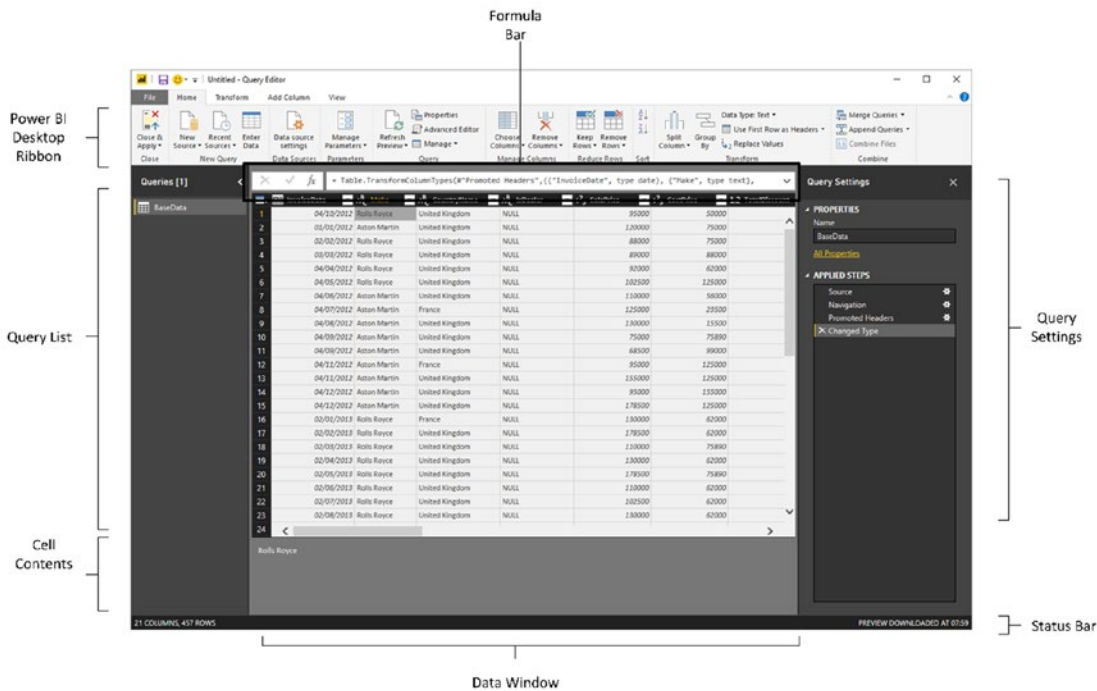 Formula
Bar
Untitled - Query Editor
File Home Transform Add Column View
Power BI
Desktop
Ribbon
Close & Apply New Source Recent Sources Enter Data Data source settings Manage Parameters Refresh Preview Properties Advanced Editor Manage Choose Columns Remove Columns Keep Rows Remove Rows Split Column Group By Data Type: Text Use First Row as Headers Replace Values Merge Queries Append Queries Combine Files
Close New Query Data Sources Parameters Query Manage Columns Reduce Rows Sort Transform Combine
Queries [1]
BaseData
fx = Table.TransformColumnTypes(#"Promoted Headers",{{"InvoiceDate", type date}, {"Make", type text},
InvoiceDate Make CountryName IsDealer SalePrice CostPrice
1 04/10/2012 Rolls Royce United Kingdom NULL 95000 50000
2 01/01/2012 Aston Martin United Kingdom NULL 120000 75000
3 02/02/2012 Rolls Royce United Kingdom NULL 88000 75000
4 03/03/2012 Rolls Royce United Kingdom NULL 89000 88000
5 04/04/2012 Rolls Royce United Kingdom NULL 92000 62000
6 04/05/2012 Rolls Royce United Kingdom NULL 102500 125000
7 04/06/2012 Aston Martin United Kingdom NULL 110000 56000
8 04/07/2012 Aston Martin France NULL 125000 23500
9 04/08/2012 Aston Martin United Kingdom NULL 130000 15500
10 04/09/2012 Aston Martin United Kingdom NULL 75000 75890
11 04/09/2012 Aston Martin United Kingdom NULL 68500 99000
12 04/11/2012 Aston Martin France NULL 95000 125000
13 04/11/2012 Aston Martin United Kingdom NULL 155000 125000
14 04/12/2012 Aston Martin United Kingdom NULL 95000 155000
15 04/12/2012 Aston Martin United Kingdom NULL 178500 125000
16 02/01/2013 Rolls Royce France NULL 130000 62000
17 02/02/2013 Rolls Royce United Kingdom NULL 178500 62000
18 02/03/2013 Rolls Royce United Kingdom NULL 110000 75890
19 02/04/2013 Rolls Royce United Kingdom NULL 130000 62000
20 02/05/2013 Rolls Royce United Kingdom NULL 178500 75890
21 02/06/2013 Rolls Royce United Kingdom NULL 110000 62000
22 02/07/2013 Rolls Royce United Kingdom NULL 102500 62000
23 02/08/2013 Rolls Royce United Kingdom NULL 130000 62000
24
Rolls Royce
Query Settings
PROPERTIES
Name
BaseData
All Properties
APPLIED STEPS
Source
Navigation
Promoted Headers
Changed Type
Query List
Query
Settings
Cell
Contents
21 COLUMNS, 457 ROWS
PREVIEW DOWNLOADED AT 07:59
Status Bar
Data Window